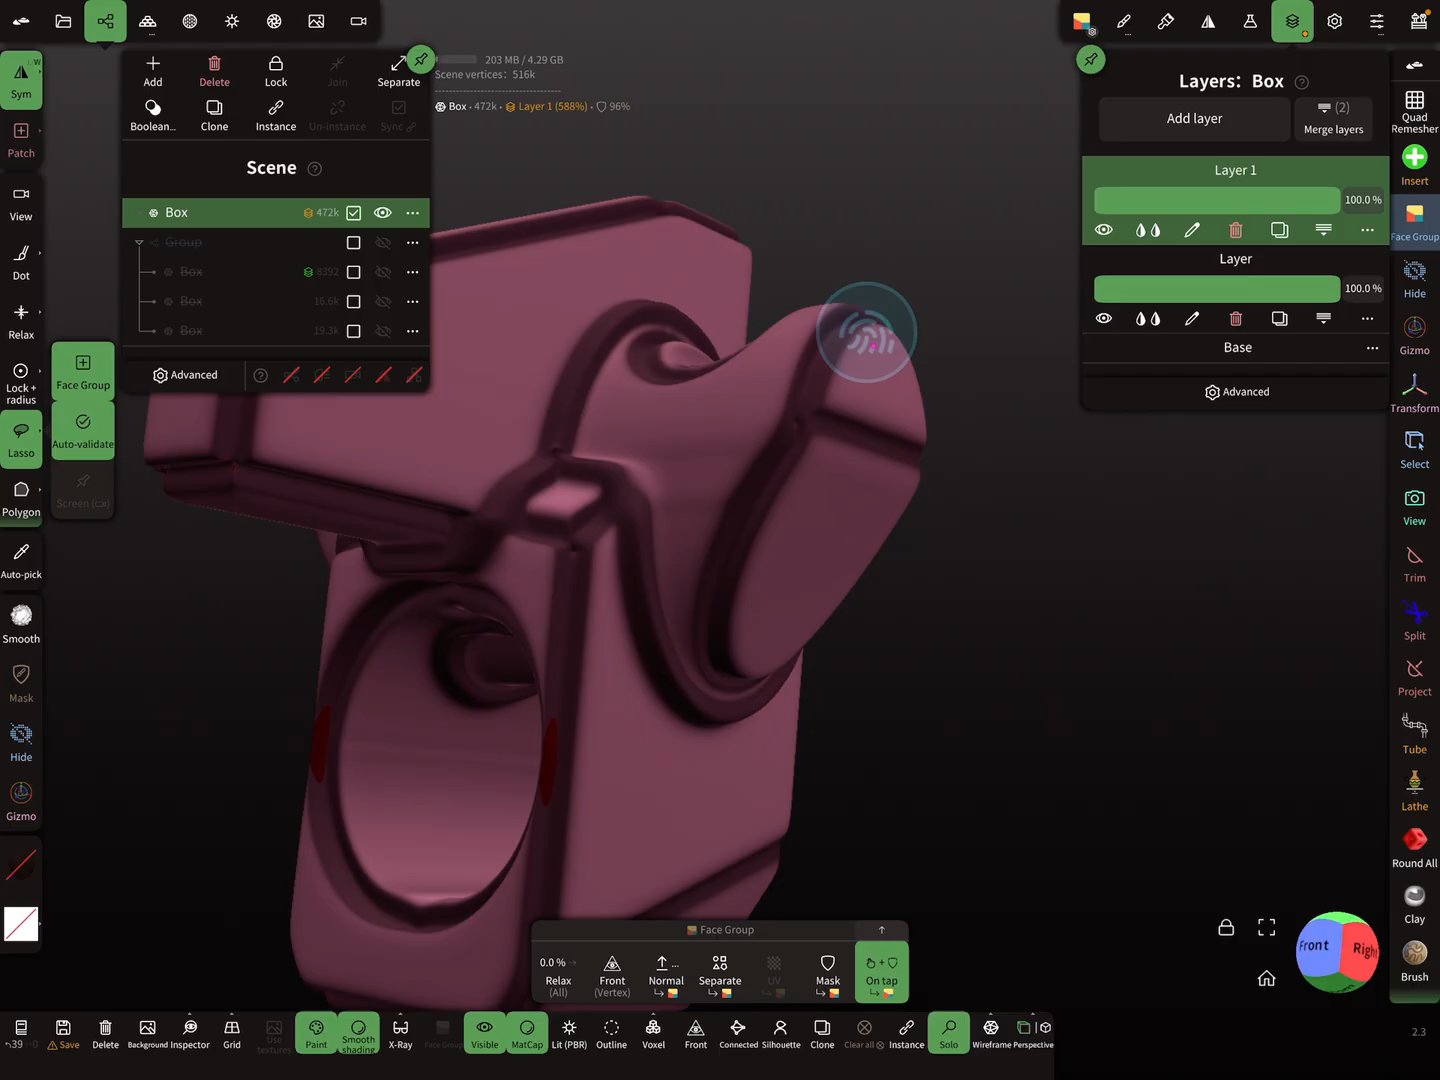 203 MB / 4.29 GB
Scene vertices: 516k
Box • 472k • Layer 1 (588%) • 96%
Add
Delete
Lock
Join
Separate
Boolean...
Clone
Instance
Un-instance
Sync
Scene
Box
472k
Group
Box
8392
Box
16.6k
Box
19.3k
Advanced
Sym
Patch
View
Dot
Relax
Lock +
radius
Lasso
Polygon
Auto-pick
Smooth
Mask
Hide
Gizmo
Face Group
Auto-validate
Layers: Box
Add layer
(2)
Merge layers
Layer 1
100.0 %
Layer
100.0 %
Base
Advanced
Quad
Remesher
Insert
Face Group
Hide
Gizmo
Transform
Select
View
Trim
Split
Project
Tube
Lathe
Round All
Clay
Brush
Front
Right
Face Group
0.0 %
Relax
(All)
Front
(Vertex)
...
Normal
Separate
UV
Mask
+
On tap
39
Save
Delete
Background
Inspector
Grid
Use
textures
Paint
Smooth
shading
X-Ray
Face Group
Visible
MatCap
Lit (PBR)
Outline
Voxel
Front
Connected
Silhouette
Clone
Clear all
Instance
Solo
Wireframe
Perspective
2.3